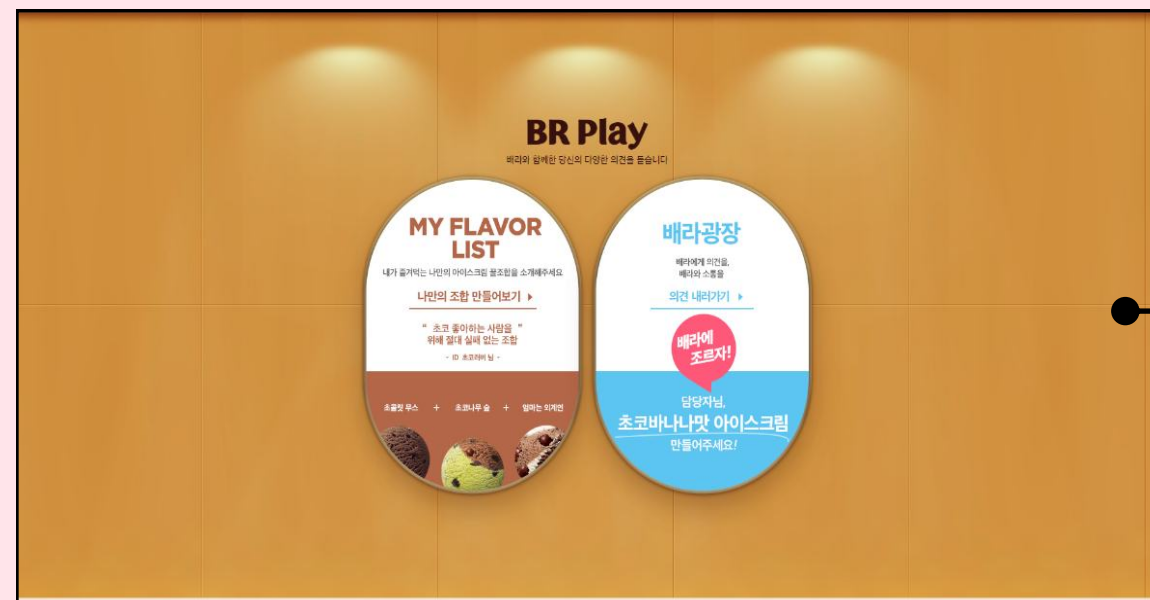 BR Play
배라와 함께한 당신의 다양한 의견을 듣습니다
MY FLAVOR
LIST
내가 즐겨먹는 나만의 아이스크림 꿀조합을 소개해주세요
나만의 조합 만들어보기
“ 초코 좋아하는 사람을 ”
위해 절대 실패 없는 조합
- ID 초코러버 님 -
초콜릿 무스 + 초코나무 숲 + 엄마는 외계인
배라광장
배라에게 의견을,
배라와 소통을
의견 내러가기
배라에
조르자!
담당자님,
초코바나나맛 아이스크림
만들어주세요!